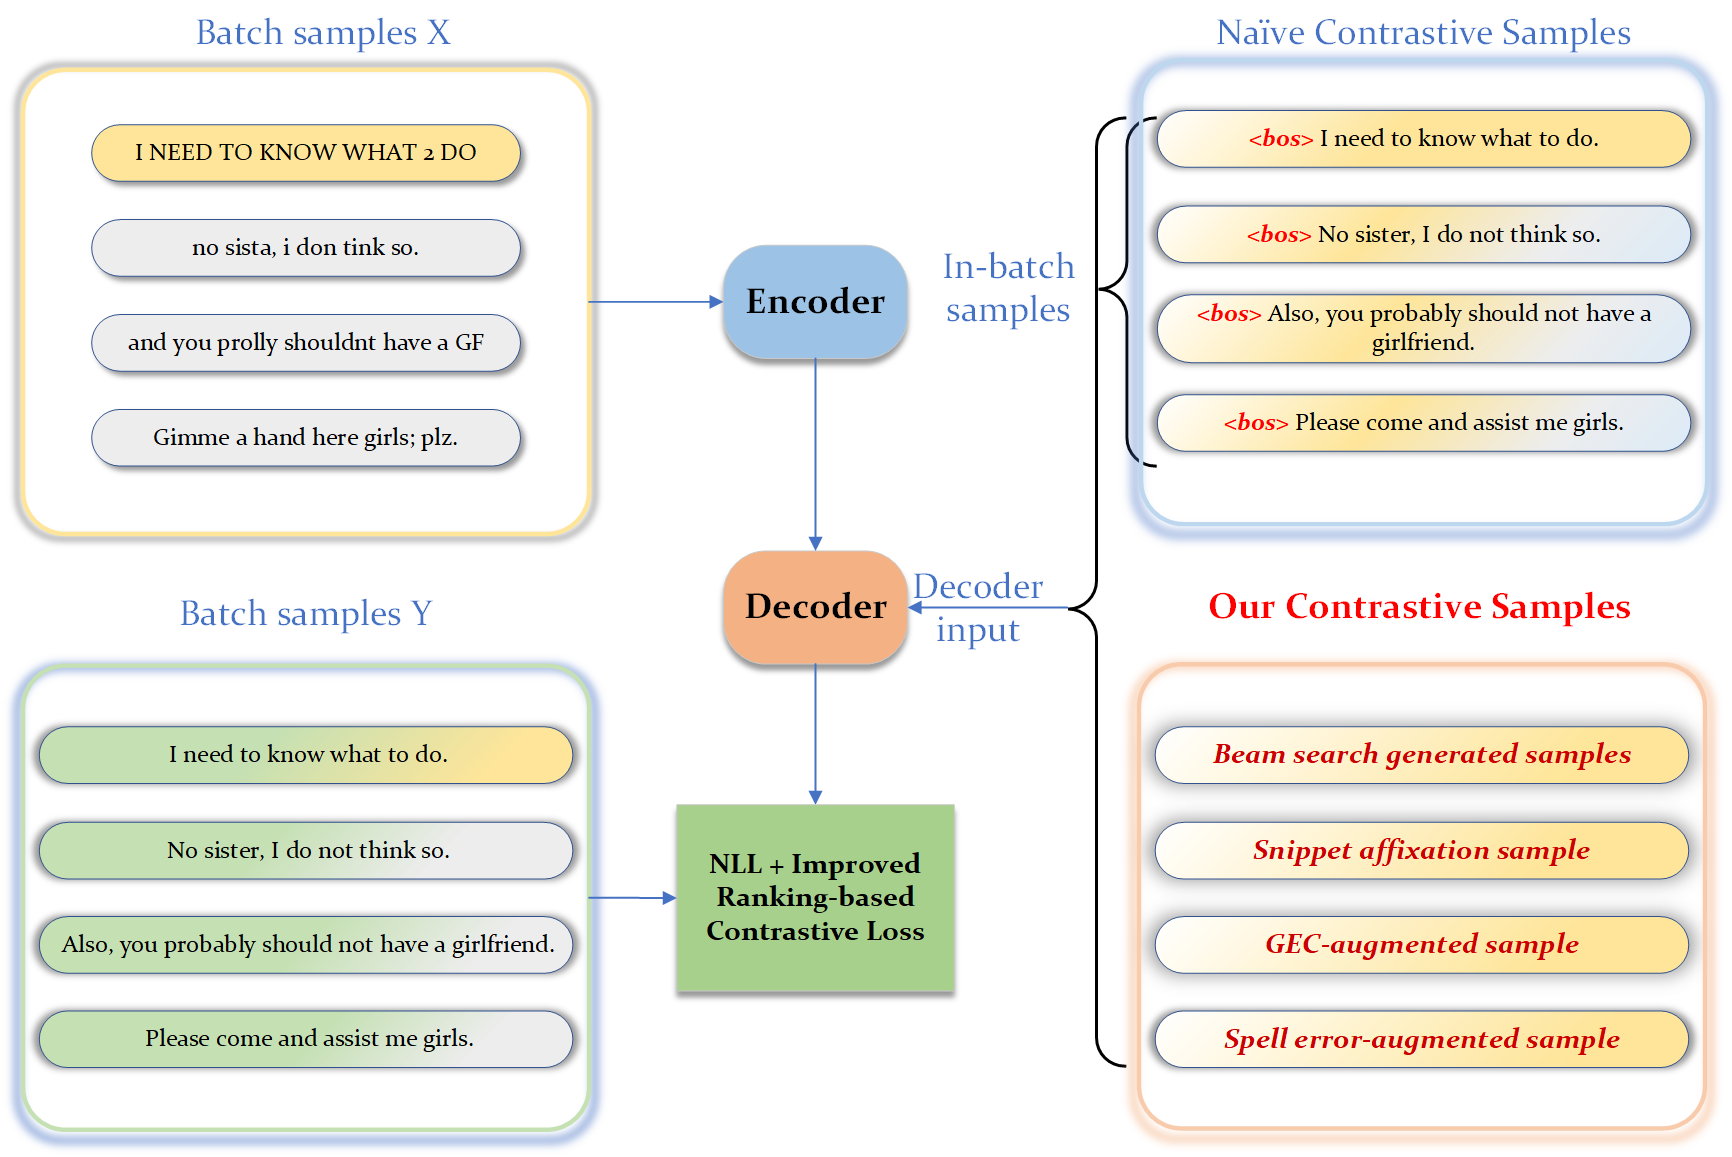 Batch samples X
I NEED TO KNOW WHAT 2 DO
no sista, i don tink so.
and you prolly shouldnt have a GF
Gimme a hand here girls; plz.
Batch samples Y
I need to know what to do.
No sister, I do not think so.
Also, you probably should not have a girlfriend.
Please come and assist me girls.
Encoder
Decoder
NLL + Improved
Ranking-based
Contrastive Loss
In-batch
samples
Decoder
input
Naïve Contrastive Samples
<bos> I need to know what to do.
<bos> No sister, I do not think so.
<bos> Also, you probably should not have a
girlfriend.
<bos> Please come and assist me girls.
Our Contrastive Samples
Beam search generated samples
Snippet affixation sample
GEC-augmented sample
Spell error-augmented sample